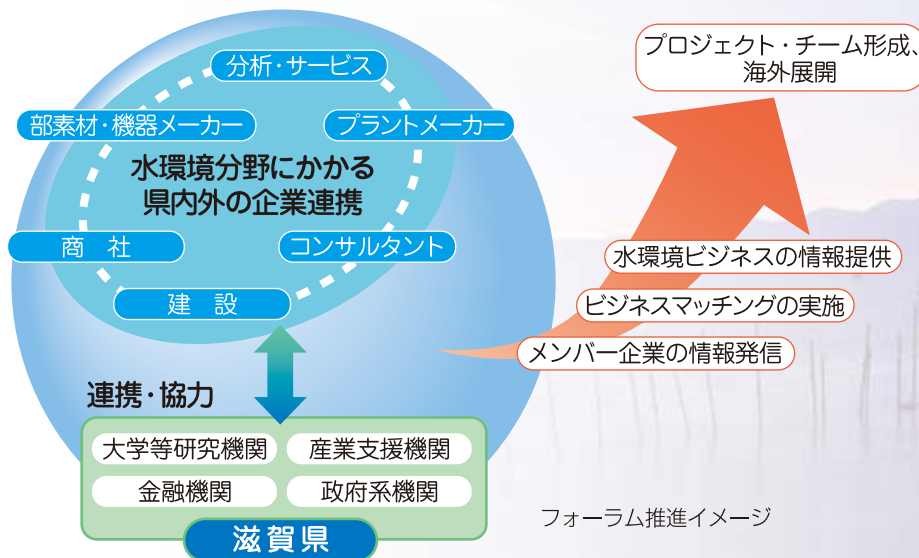 分析・サービス
部素材・機器メーカー
プラントメーカー
水環境分野にかかる
県内外の企業連携
商 社
コンサルタント
建 設
連携・協力
大学等研究機関
産業支援機関
金融機関
政府系機関
滋賀県
プロジェクト・チーム形成、
海外展開
水環境ビジネスの情報提供
ビジネスマッチングの実施
メンバー企業の情報発信
フォーラム推進イメージ